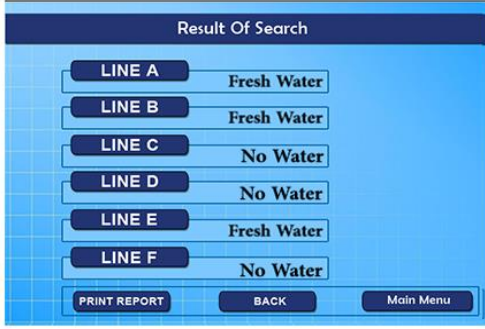 Result Of Search
LINE A
Fresh Water
LINE B
Fresh Water
LINE C
No Water
LINE D
No Water
LINE E
Fresh Water
LINE F
No Water
PRINT REPORT BACK Main Menu